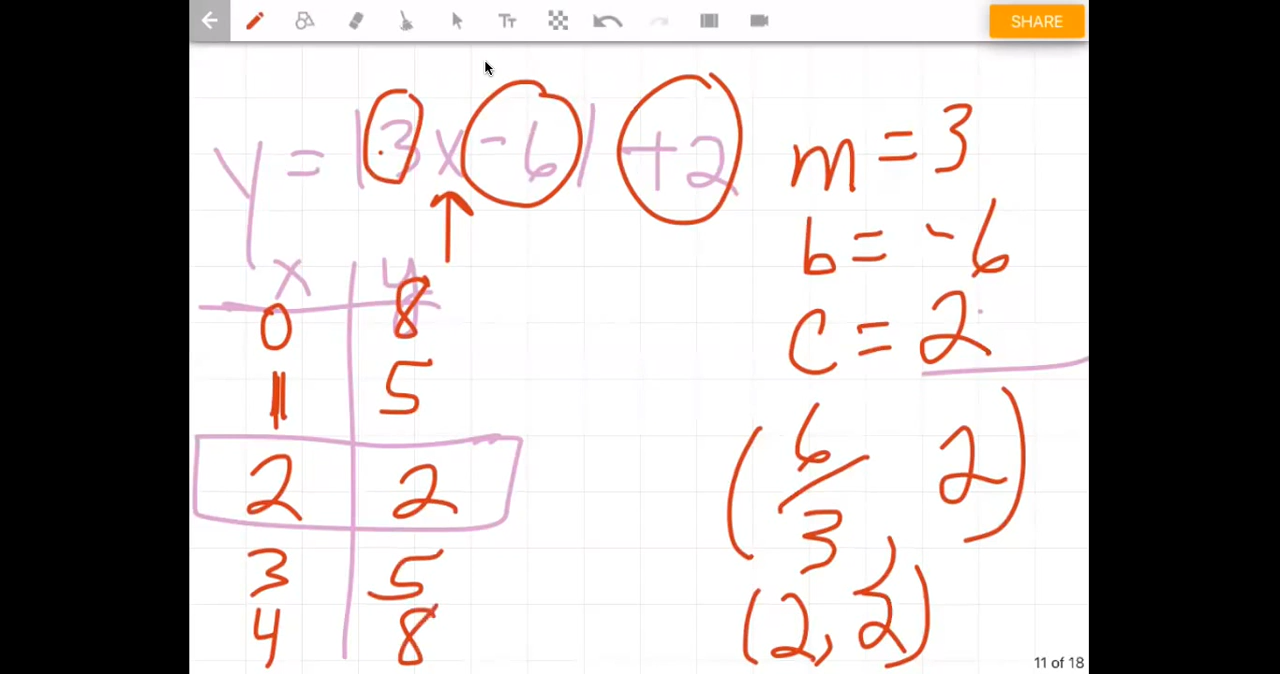 SHARE
y = |3x - 6| + 2
m = 3
b = -6
c = 2
x y
0 8
1 5
2 2
3 5
4 8
(6/3, 2)
(2, 2)
11 of 18